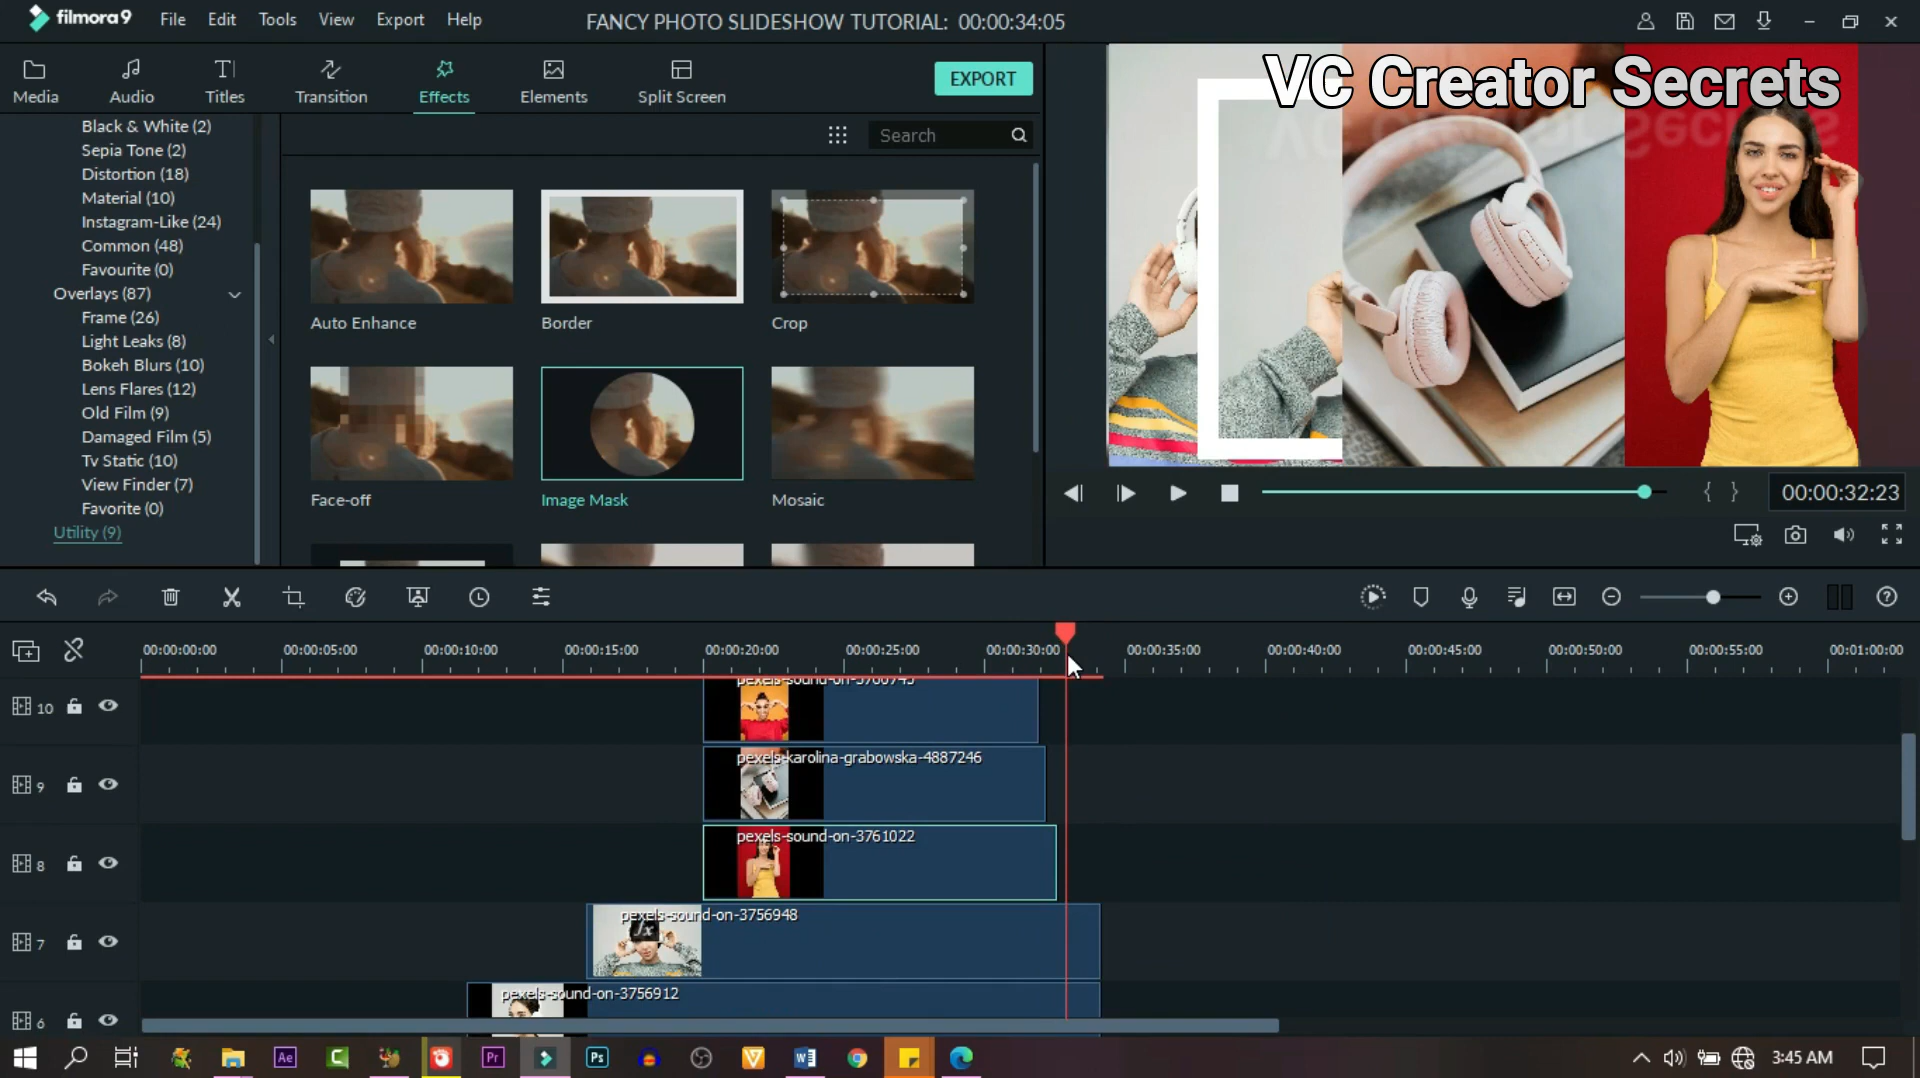 filmora9 File Edit Tools View Export Help FANCY PHOTO SLIDESHOW TUTORIAL: 00:00:34:05
Media Audio Titles Transition Effects Elements Split Screen EXPORT
VC Creator Secrets
Search
Black & White (2)
Sepia Tone (2)
Distortion (18)
Material (10)
Instagram-Like (24)
Common (48)
Favourite (0)
Overlays (87)
Frame (26)
Light Leaks (8)
Bokeh Blurs (10)
Lens Flares (12)
Old Film (9)
Damaged Film (5)
Tv Static (10)
View Finder (7)
Favorite (0)
Utility (9)
Auto Enhance Border Crop
Face-off Image Mask Mosaic
00:00:32:23
00:00:00:00 00:00:05:00 00:00:10:00 00:00:15:00 00:00:20:00 00:00:25:00 00:00:30:00 00:00:35:00 00:00:40:00 00:00:45:00 00:00:50:00 00:00:55:00 00:01:00:00
10
9 pexels-karolina-grabowska-4887246
8 pexels-sound-on-3761022
7 pexels-sound-on-3756948
fx
6 pexels-sound-on-3756912
Ae Pr Ps
3:45 AM